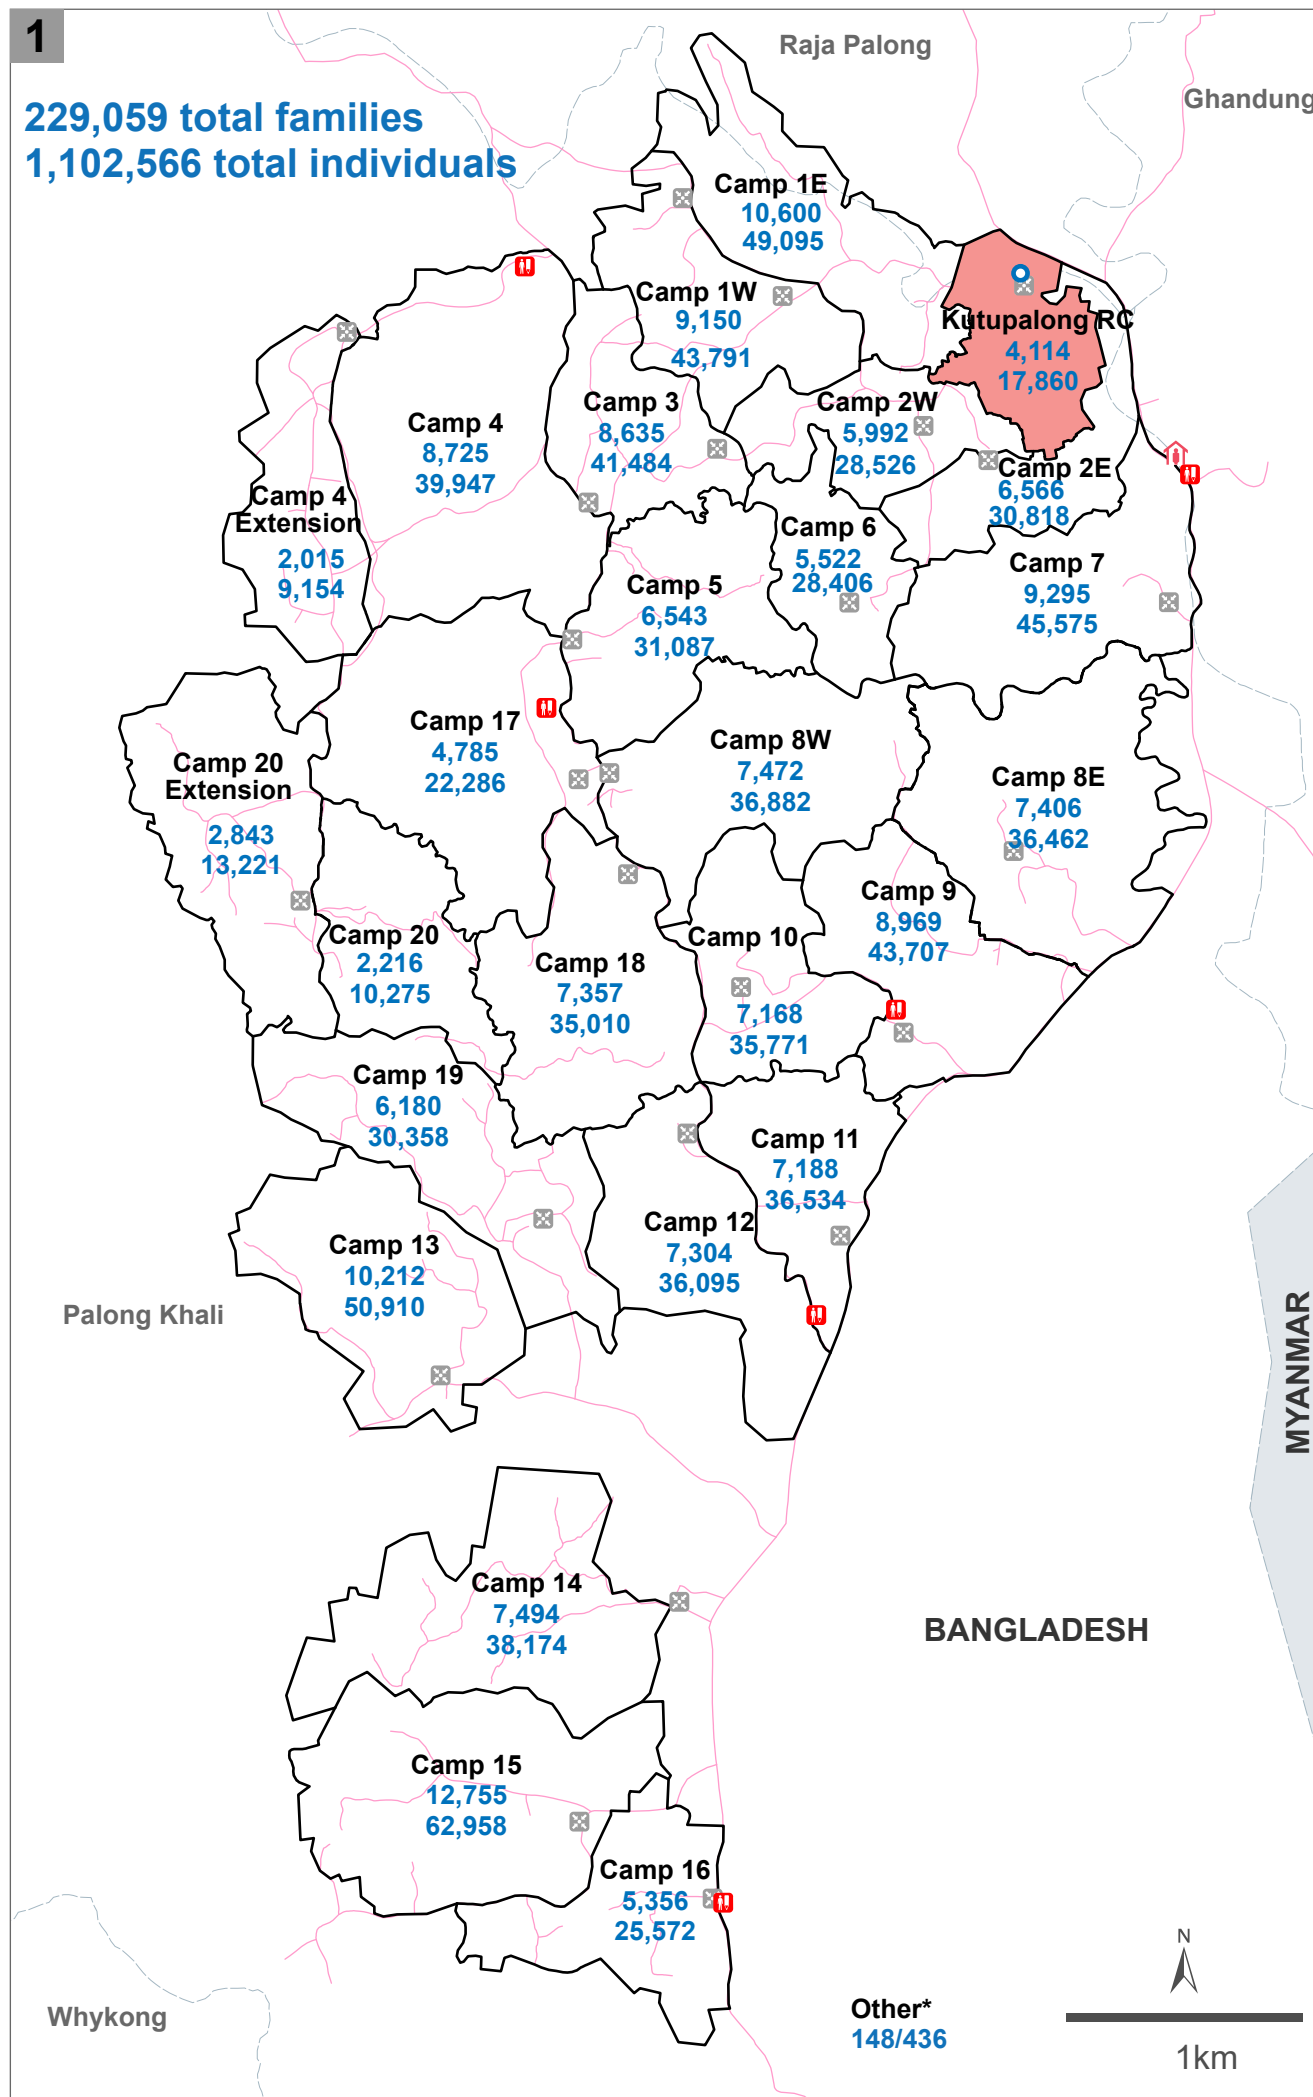 1
Raja Palong
Ghandung
229,059 total families
1,102,566 total individuals
Camp 1E
10,600
49,095
Camp 1W
9,150
43,791
Kutupalong RC
4,114
17,860
Camp 3
8,635
41,484
Camp 2W
5,992
28,526
Camp 4
8,725
39,947
Camp 2E
6,566
30,818
Camp 4
Extension
2,015
9,154
Camp 6
5,522
28,406
Camp 7
9,295
45,575
Camp 5
6,543
31,087
Camp 17
4,785
22,286
Camp 8W
7,472
36,882
Camp 20
Extension
2,843
13,221
Camp 8E
7,406
36,462
Camp 9
8,969
43,707
Camp 20
2,216
10,275
Camp 10
7,168
35,771
Camp 18
7,357
35,010
Camp 19
6,180
30,358
Camp 11
7,188
36,534
Camp 12
7,304
36,095
Camp 13
10,212
50,910
Palong Khali
MYANMAR
Camp 14
7,494
38,174
BANGLADESH
Camp 15
12,755
62,958
Camp 16
5,356
25,572
N
Other*
148/436
Whykong
1km